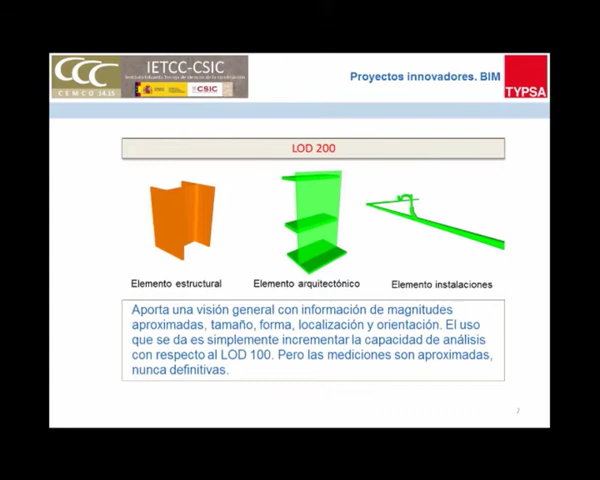 CCC
CEMCO 14.15
IETCC-CSIC
CSIC
Proyectos innovadores. BIM
TYPSA
LOD 200
Elemento estructural
Elemento arquitectónico
Elemento instalaciones
Aporta una visión general con información de magnitudes
aproximadas, tamaño, forma, localización y orientación. El uso
que se da es simplemente incrementar la capacidad de análisis
con respecto al LOD 100. Pero las mediciones son aproximadas,
nunca definitivas.
7